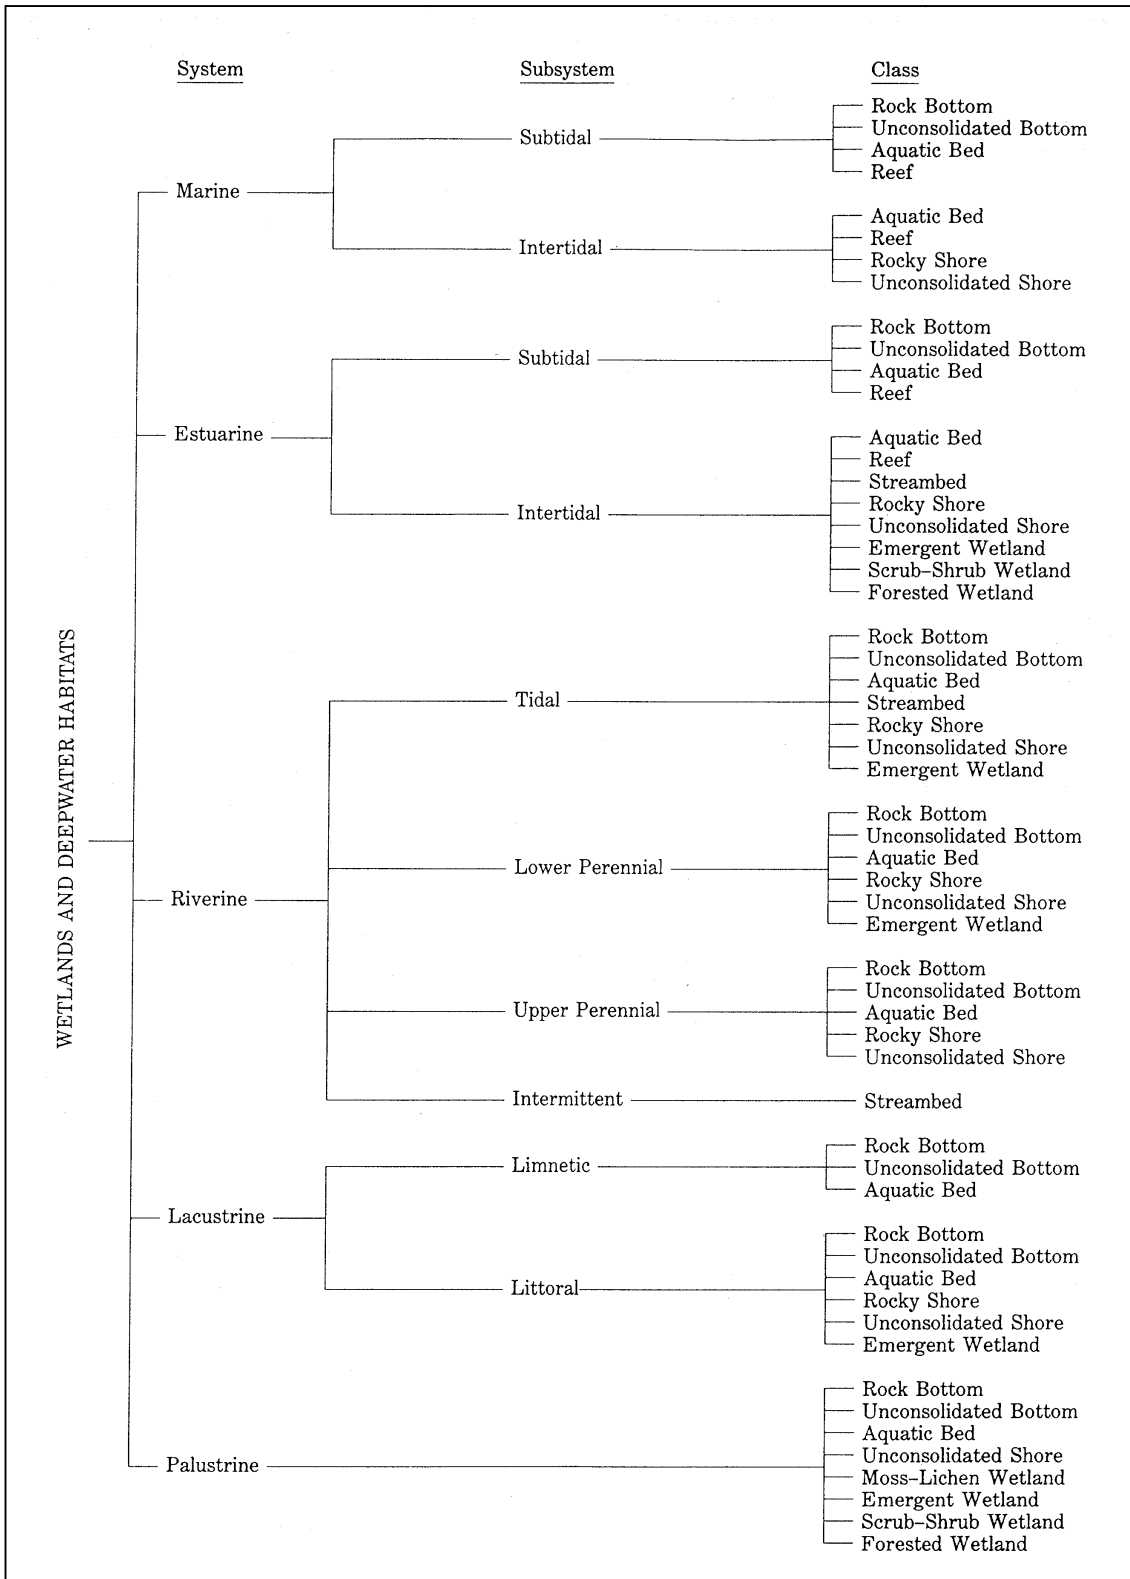 System Subsystem Class
WETLANDS AND DEEPWATER HABITATS
Marine
Subtidal
Rock Bottom
Unconsolidated Bottom
Aquatic Bed
Reef
Intertidal
Aquatic Bed
Reef
Rocky Shore
Unconsolidated Shore
Estuarine
Subtidal
Rock Bottom
Unconsolidated Bottom
Aquatic Bed
Reef
Intertidal
Aquatic Bed
Reef
Streambed
Rocky Shore
Unconsolidated Shore
Emergent Wetland
Scrub–Shrub Wetland
Forested Wetland
Riverine
Tidal
Rock Bottom
Unconsolidated Bottom
Aquatic Bed
Streambed
Rocky Shore
Unconsolidated Shore
Emergent Wetland
Lower Perennial
Rock Bottom
Unconsolidated Bottom
Aquatic Bed
Rocky Shore
Unconsolidated Shore
Emergent Wetland
Upper Perennial
Rock Bottom
Unconsolidated Bottom
Aquatic Bed
Rocky Shore
Unconsolidated Shore
Intermittent
Streambed
Lacustrine
Limnetic
Rock Bottom
Unconsolidated Bottom
Aquatic Bed
Littoral
Rock Bottom
Unconsolidated Bottom
Aquatic Bed
Rocky Shore
Unconsolidated Shore
Emergent Wetland
Palustrine
Rock Bottom
Unconsolidated Bottom
Aquatic Bed
Unconsolidated Shore
Moss–Lichen Wetland
Emergent Wetland
Scrub–Shrub Wetland
Forested Wetland